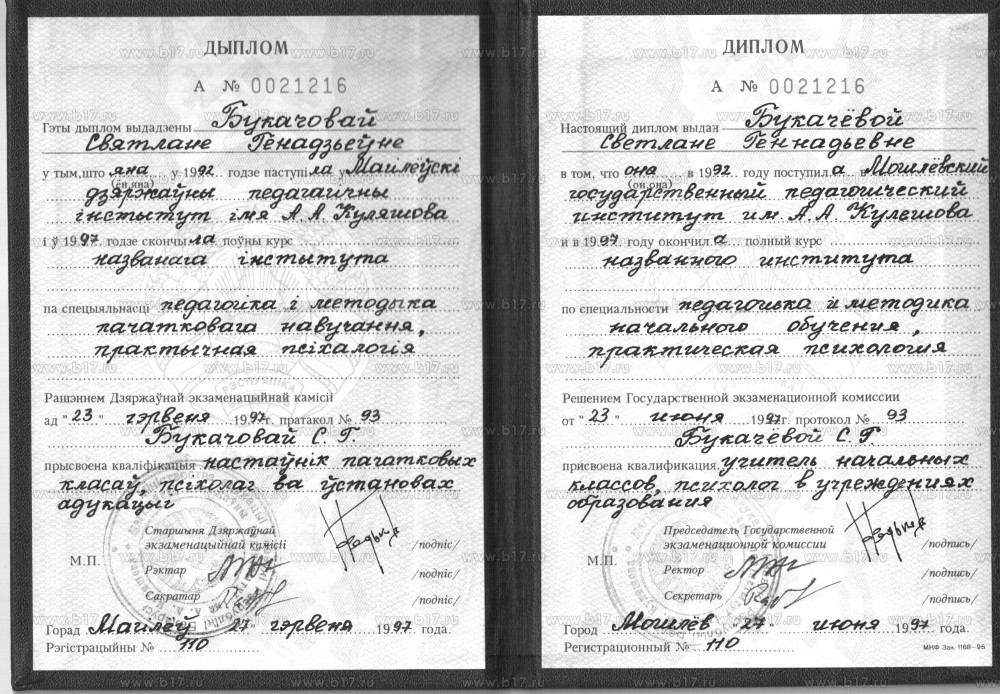 ДЫПЛОМ
А № 0021216
Гэты дыплом выдадзены Букачовай
Святлане Генадзьеўне
у тым, што яна у 1992 годзе паступіла у Магілёўскі
(ён, яна)
дзяржаўны педагагічны
інстытут імя А. А. Куляшова
і ў 1997 годзе скончыла поўны курс
названага інстытута
па спецыяльнасці педагогіка і методыка
пачатковага навучання,
практычная псіхалогія
Рашэннем Дзяржаўнай экзаменацыйнай камісіі
ад "23" чэрвеня 1997г. пратакол № 93
Букачовай С. Г.
прысвоена кваліфікацыя настаўнік пачатковых
класаў, псіхолаг ва ўстановах
адукацыі
Старшыня Дзяржаўнай
экзаменацыйнай камісіі /подпіс/
М.П. Рэктар /подпіс/
Сакратар /подпіс/
Горад Магілёў "27" чэрвеня 1997 года.
Рэгістрацыйны № 110
ДИПЛОМ
А № 0021216
Настоящий диплом выдан Букачёвой
Светлане Геннадьевне
в том, что она в 1992 году поступила в Могилёвский
(он, она)
государственный педагогический
институт им. А. А. Кулешова
и в 1997 году окончила полный курс
названного института
по специальности педагогика и методика
начального обучения,
практическая психология
Решением Государственной экзаменационной комиссии
от "23" июня 1997г. протокол № 93
Букачёвой С. Г
присвоена квалификация учитель начальных
классов, психолог в учреждениях
образования
Председатель Государственной
экзаменационной комиссии /подпись/
М.П. Ректор /подпись/
Секретарь /подпись/
Город Могилёв "27" июня 1997 года.
Регистрационный № 110
МНФ Зак. 1168-95
www.b17.ru